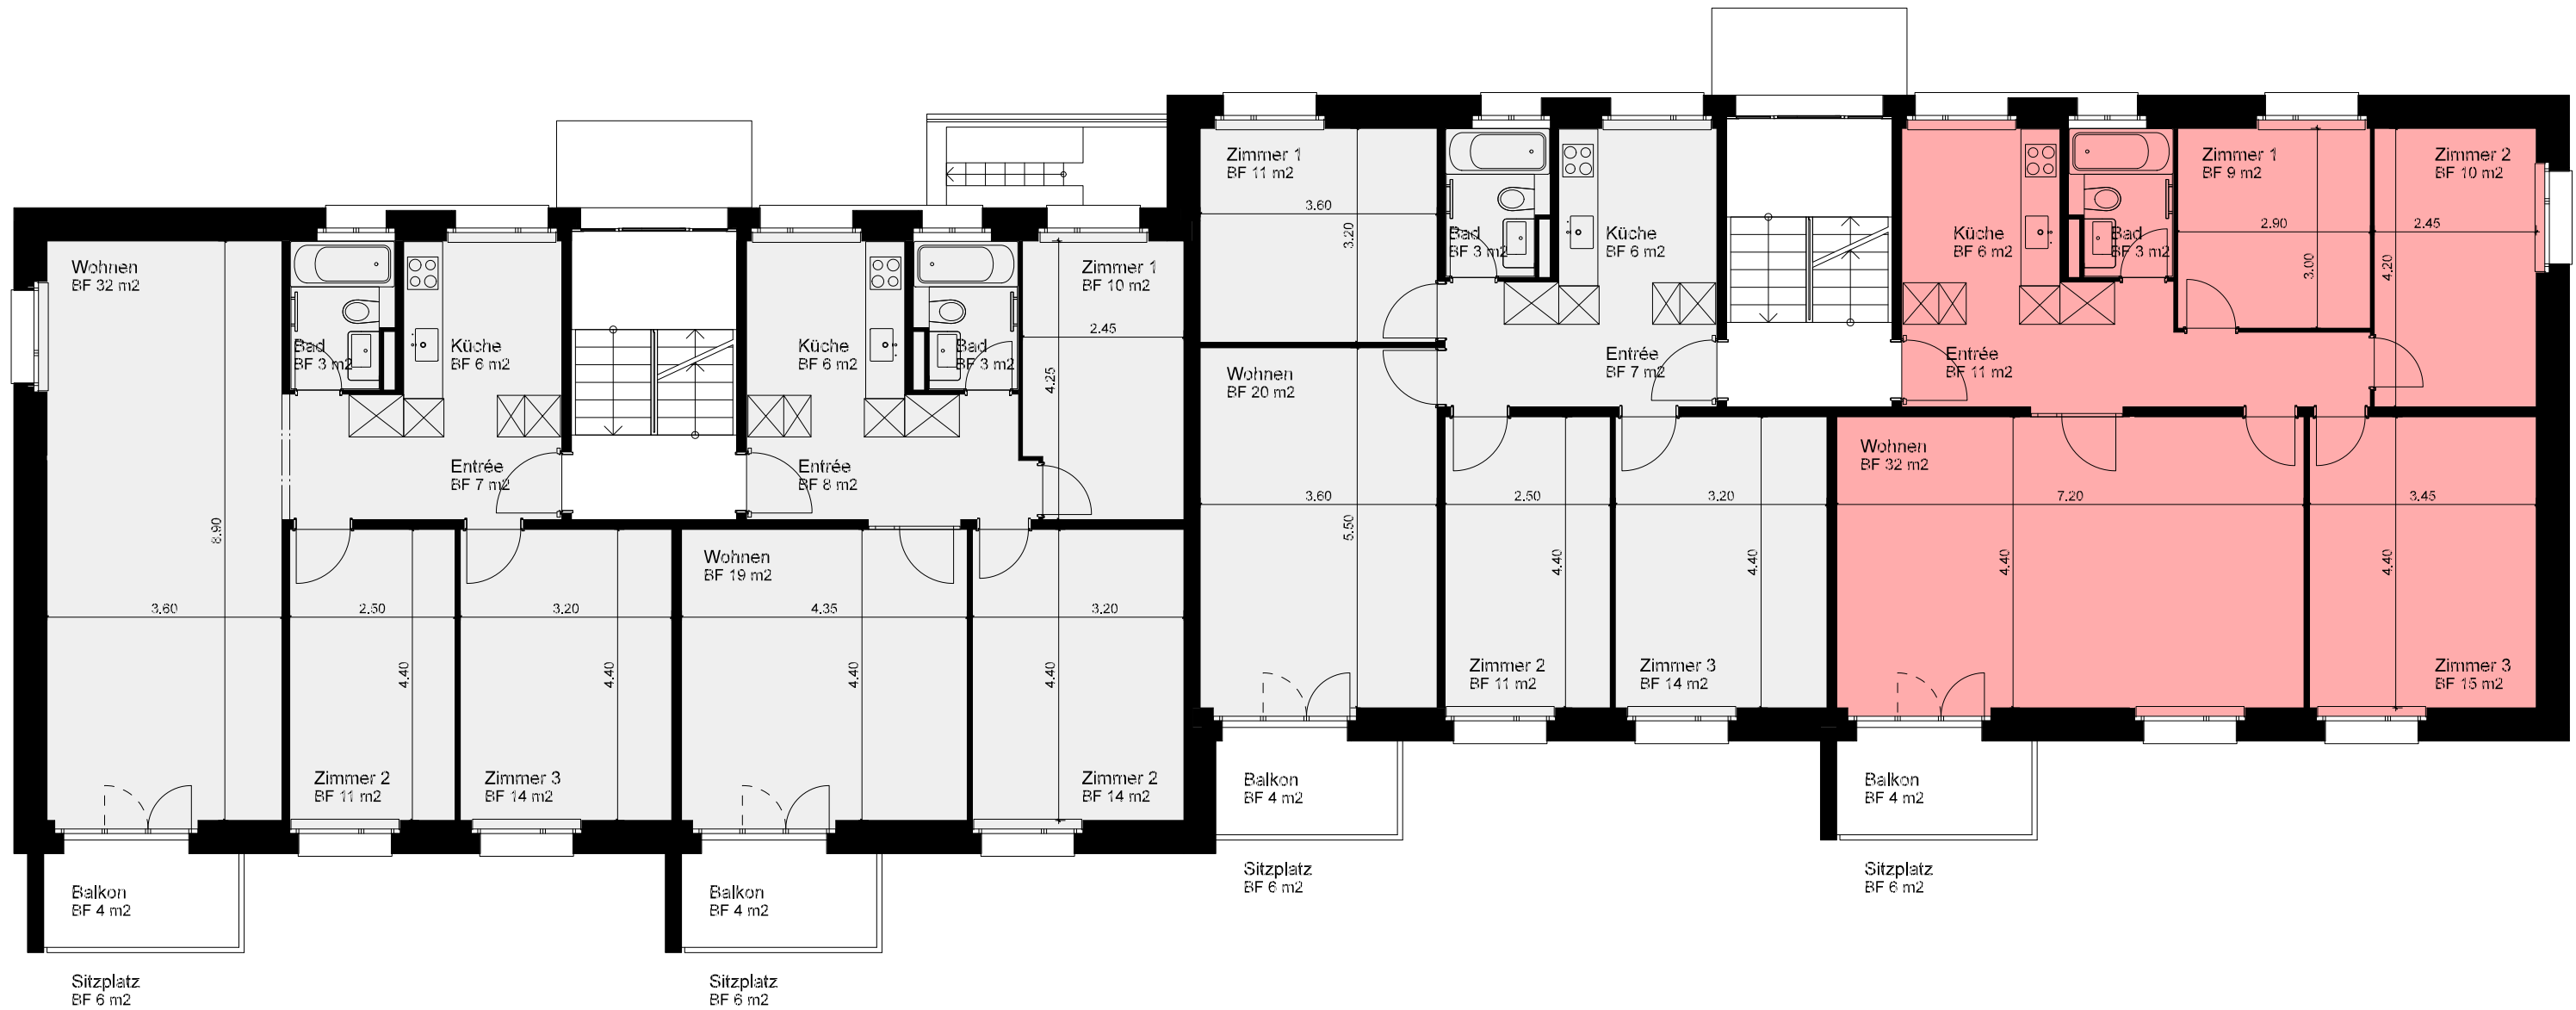 Wohnen
BF 32 m2
8.90
3.60
Bad
BF 3 m2
Küche
BF 6 m2
Entrée
BF 7 m2
Zimmer 2
BF 11 m2
2.50
4.40
Zimmer 3
BF 14 m2
3.20
4.40
Balkon
BF 4 m2
Sitzplatz
BF 6 m2
Küche
BF 6 m2
Bad
BF 3 m2
Zimmer 1
BF 10 m2
2.45
4.25
Entrée
BF 8 m2
Wohnen
BF 19 m2
4.35
4.40
Zimmer 2
BF 14 m2
3.20
4.40
Balkon
BF 4 m2
Sitzplatz
BF 6 m2
Zimmer 1
BF 11 m2
3.60
3.20
Bad
BF 3 m2
Küche
BF 6 m2
Entrée
BF 7 m2
Wohnen
BF 20 m2
3.60
5.50
Zimmer 2
BF 11 m2
2.50
4.40
Zimmer 3
BF 14 m2
3.20
4.40
Balkon
BF 4 m2
Sitzplatz
BF 6 m2
Küche
BF 6 m2
Bad
BF 3 m2
Zimmer 1
BF 9 m2
2.90
3.00
Zimmer 2
BF 10 m2
2.45
4.20
Entrée
BF 11 m2
Wohnen
BF 32 m2
7.20
4.40
Zimmer 3
BF 15 m2
3.45
4.40
Balkon
BF 4 m2
Sitzplatz
BF 6 m2